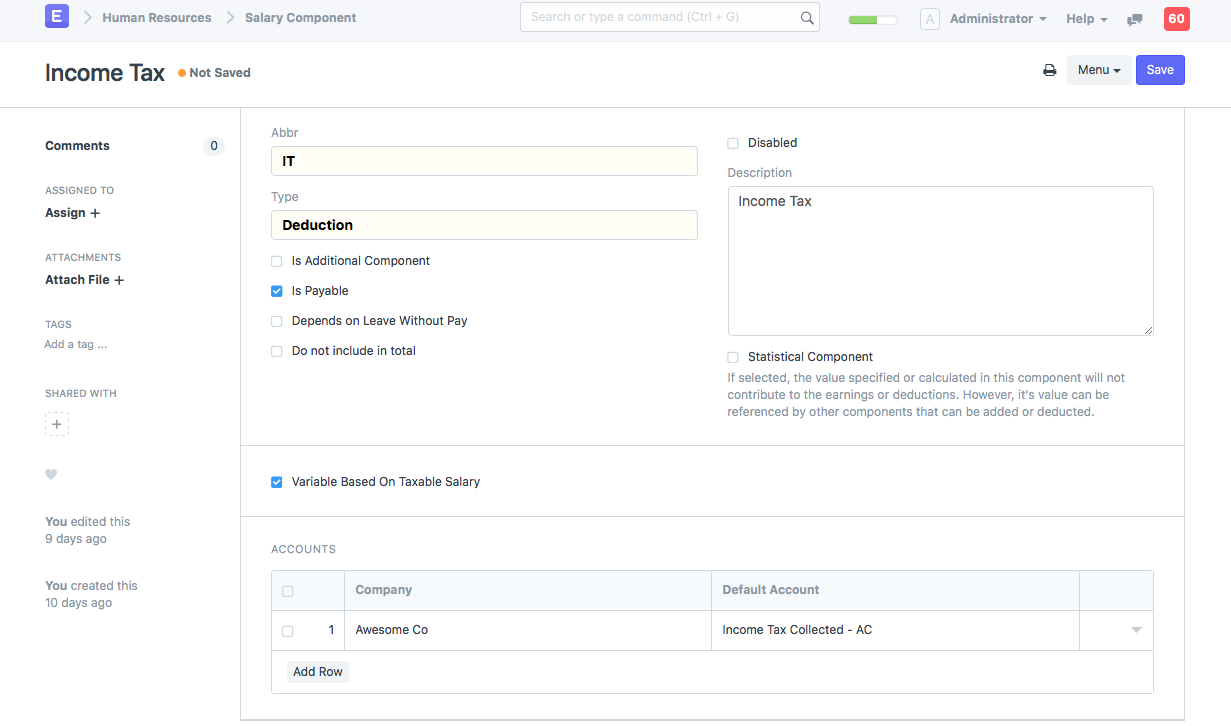 E Human Resources Salary Component Search or type a command (Ctrl + G) A Administrator Help 60
Income Tax Not Saved Menu Save
Comments 0
ASSIGNED TO
Assign +
ATTACHMENTS
Attach File +
TAGS
Add a tag ...
SHARED WITH
+
You edited this
9 days ago
You created this
10 days ago
Abbr
IT
Type
Deduction
Is Additional Component
Is Payable
Depends on Leave Without Pay
Do not include in total
Disabled
Description
Income Tax
Statistical Component
If selected, the value specified or calculated in this component will not
contribute to the earnings or deductions. However, it's value can be
referenced by other components that can be added or deducted.
Variable Based On Taxable Salary
ACCOUNTS
Company Default Account
1 Awesome Co Income Tax Collected - AC
Add Row